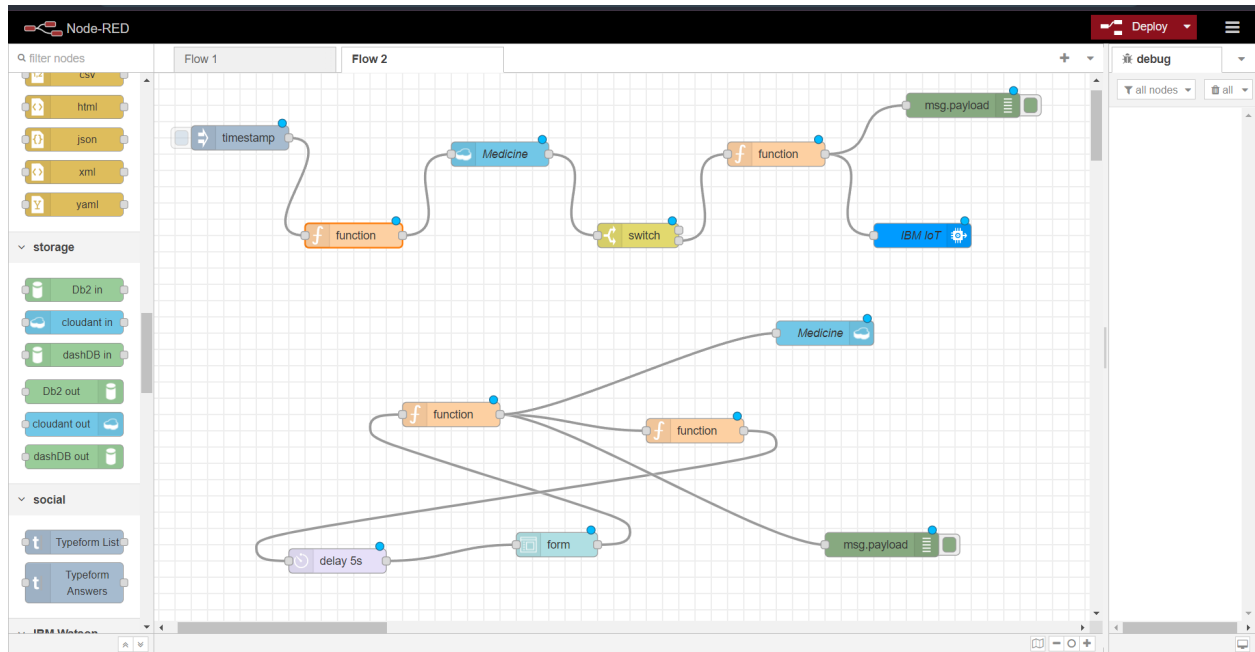 Node-RED
Deploy
filter nodes
Flow 1
Flow 2
debug
all nodes
all
csv
html
json
xml
yaml
storage
Db2 in
cloudant in
dashDB in
Db2 out
cloudant out
dashDB out
social
Typeform List
Typeform
Answers
IBM Watson
timestamp
function
Medicine
switch
function
msg.payload
IBM IoT
Medicine
function
function
delay 5s
form
msg.payload